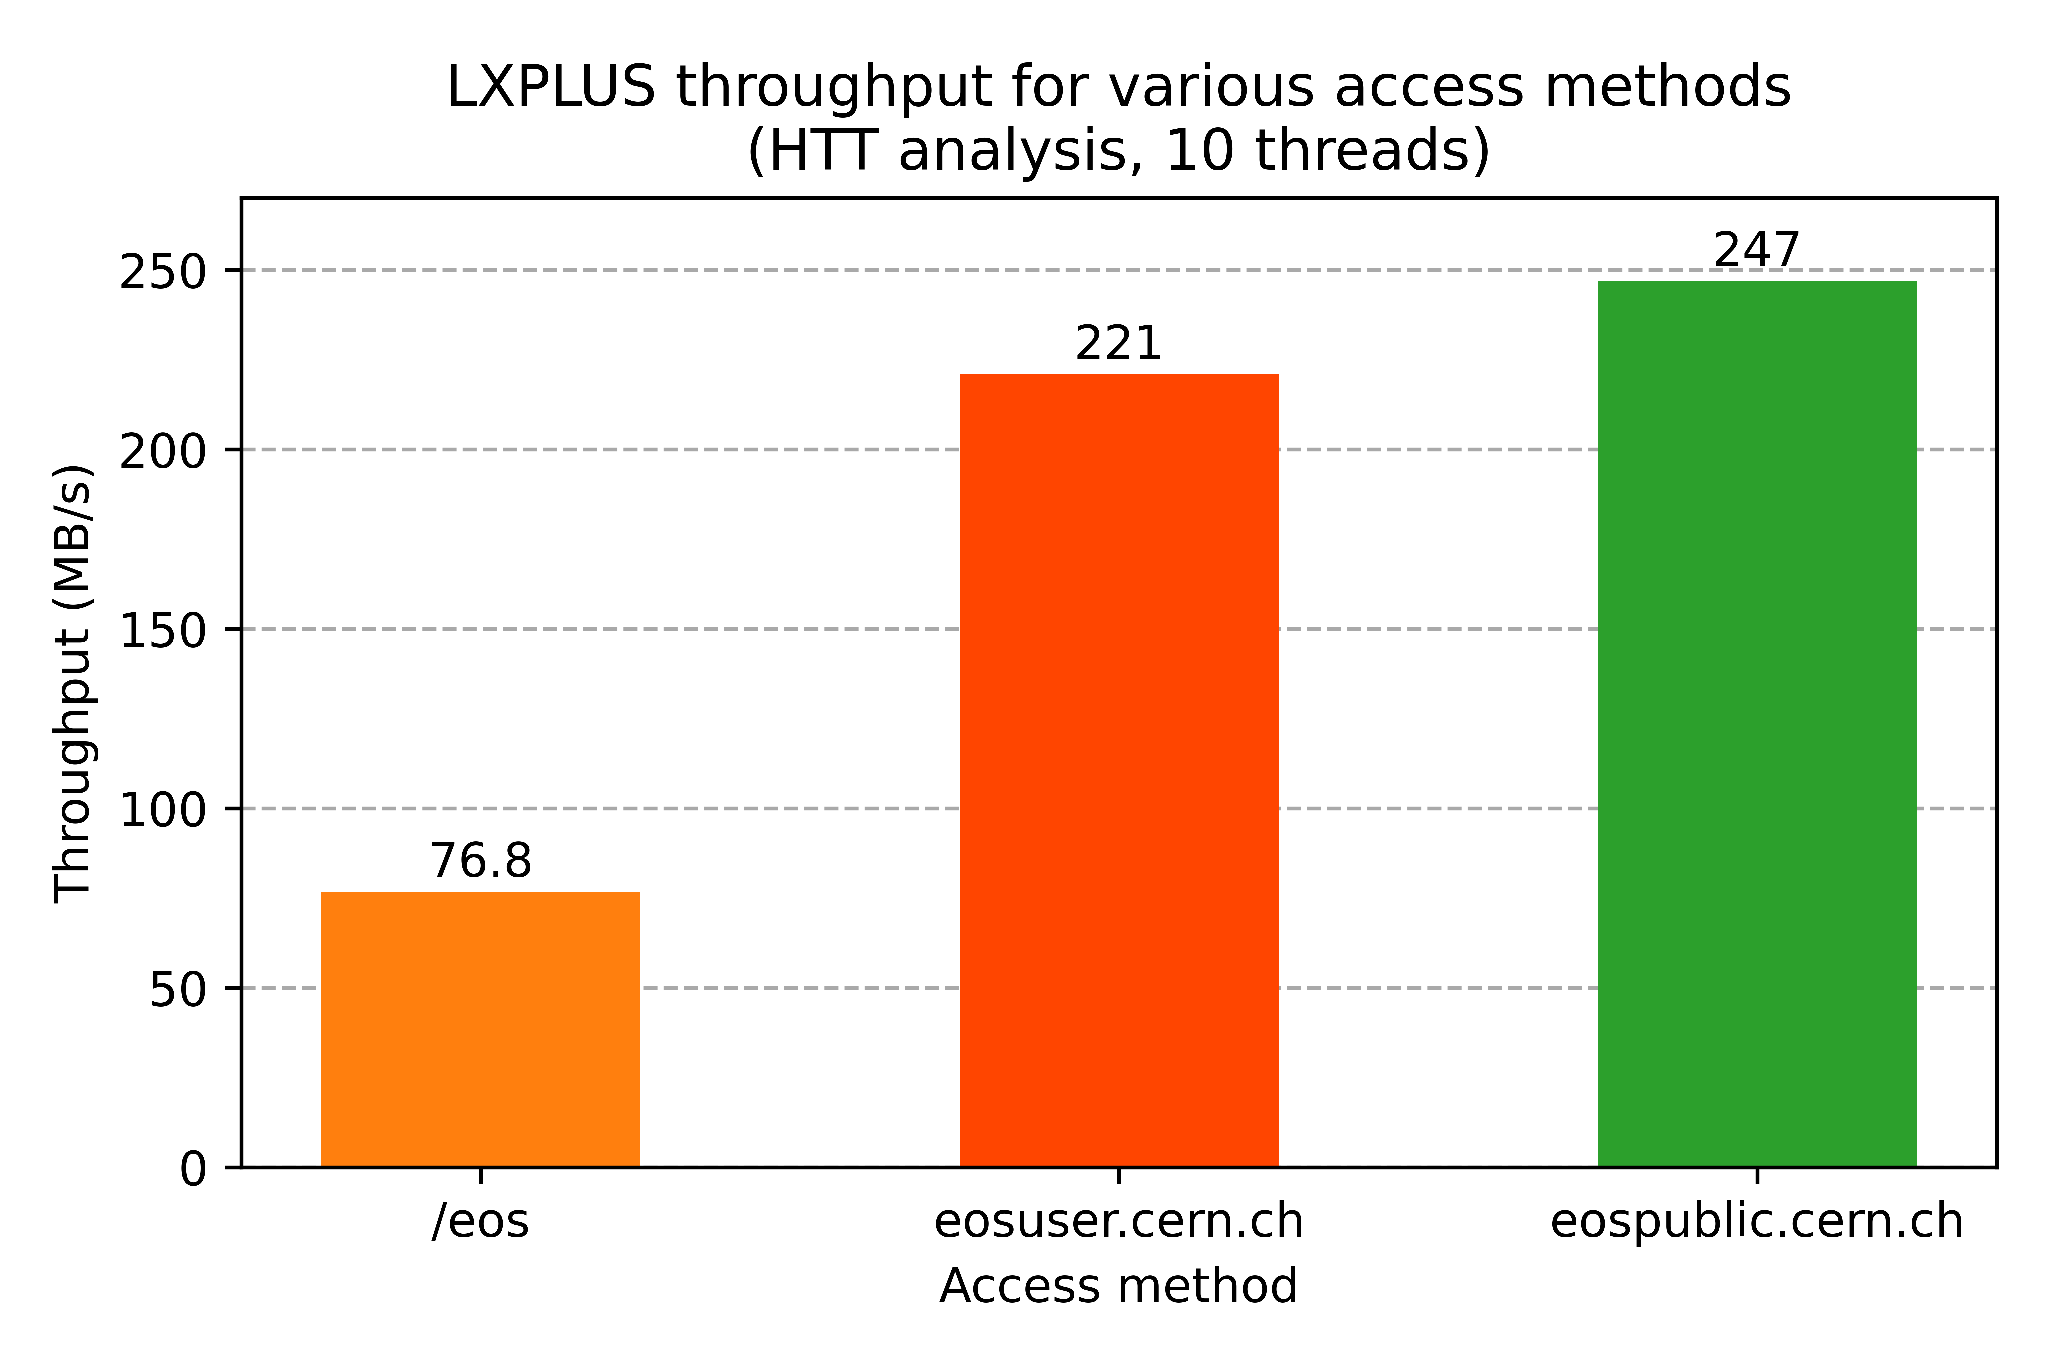 LXPLUS throughput for various access methods
(HTT analysis, 10 threads)
Throughput (MB/s)
250
200
150
100
50
0
76.8
221
247
/eos
eosuser.cern.ch
eospublic.cern.ch
Access method